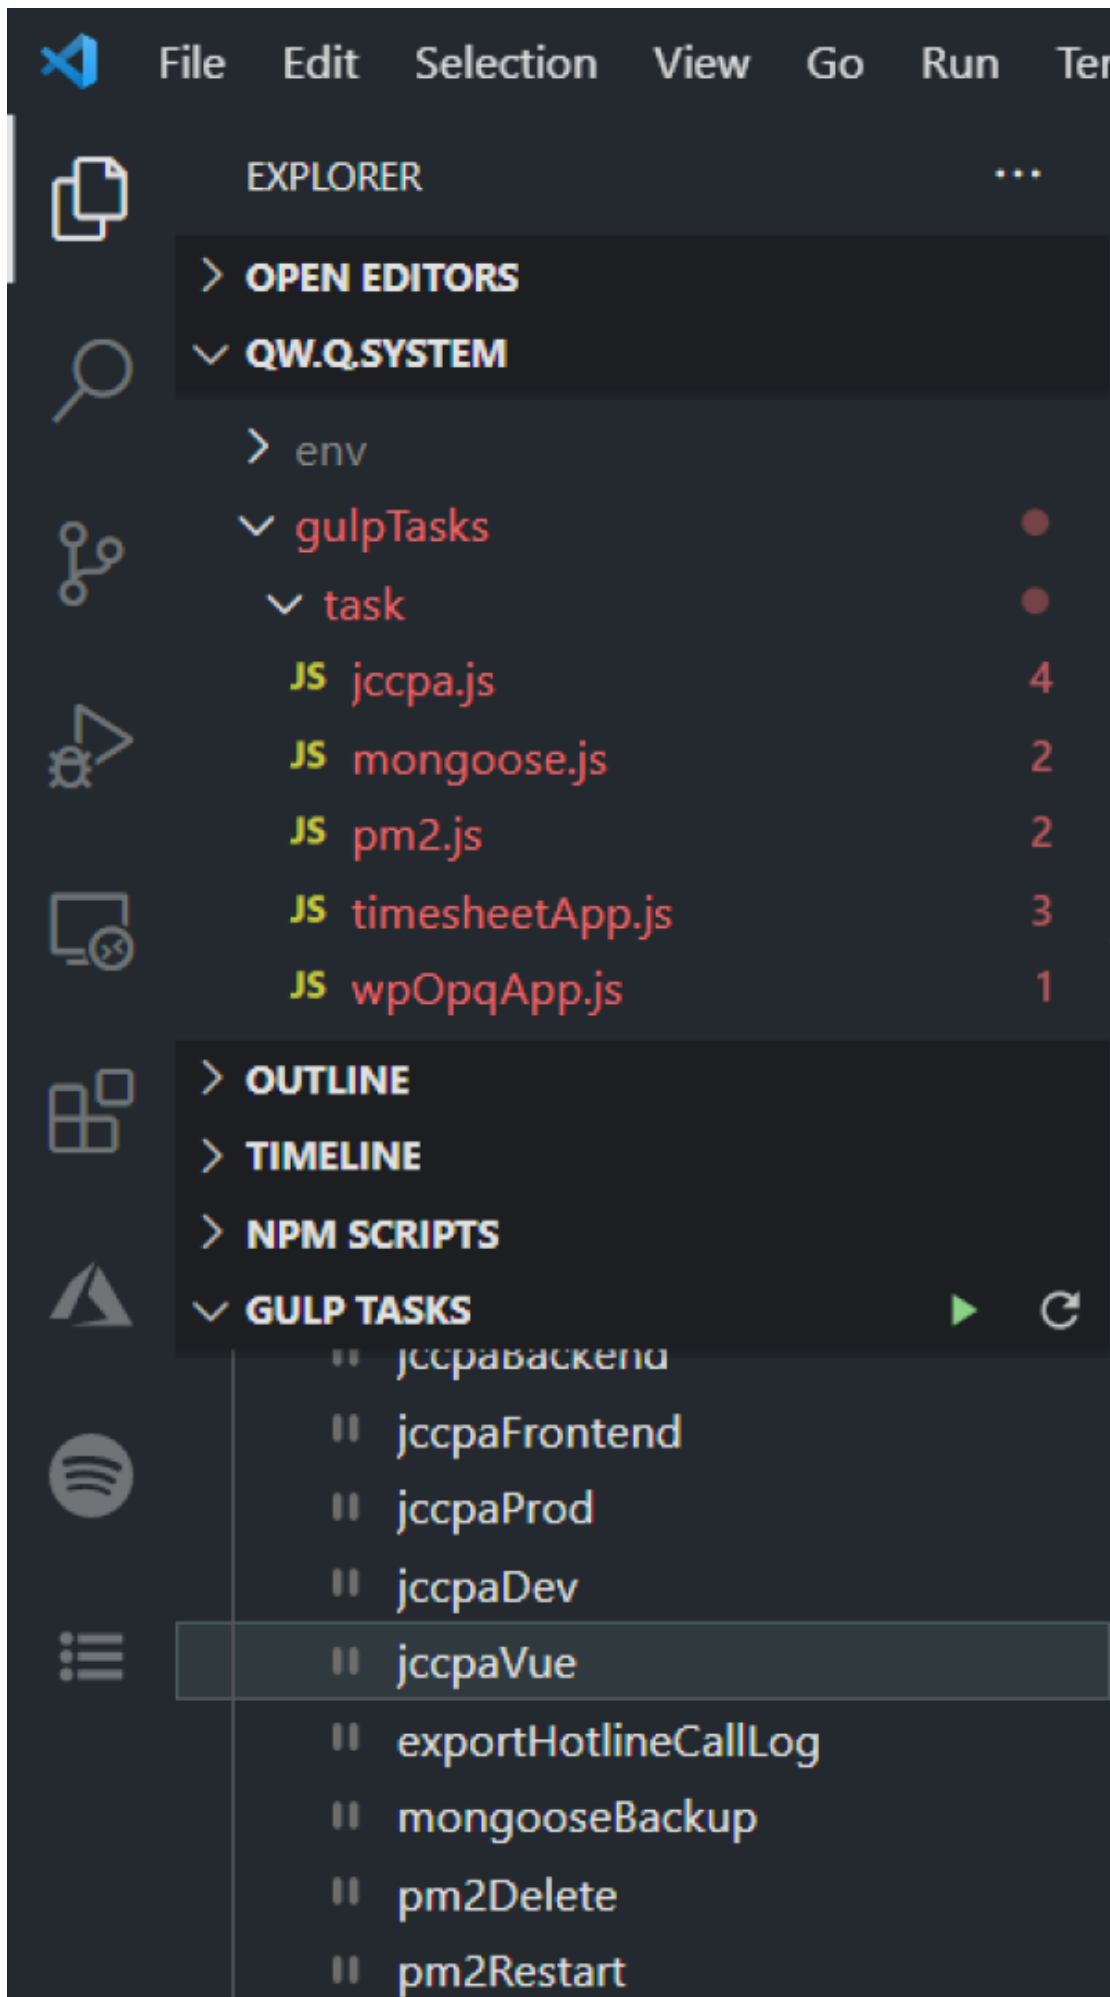 File Edit Selection View Go Run Ter
EXPLORER ...
OPEN EDITORS
QW.Q.SYSTEM
env
gulpTasks
task
JS jccpa.js 4
JS mongoose.js 2
JS pm2.js 2
JS timesheetApp.js 3
JS wpOpqApp.js 1
OUTLINE
TIMELINE
NPM SCRIPTS
GULP TASKS
jccpaBackend
jccpaFrontend
jccpaProd
jccpaDev
jccpaVue
exportHotlineCallLog
mongooseBackup
pm2Delete
pm2Restart